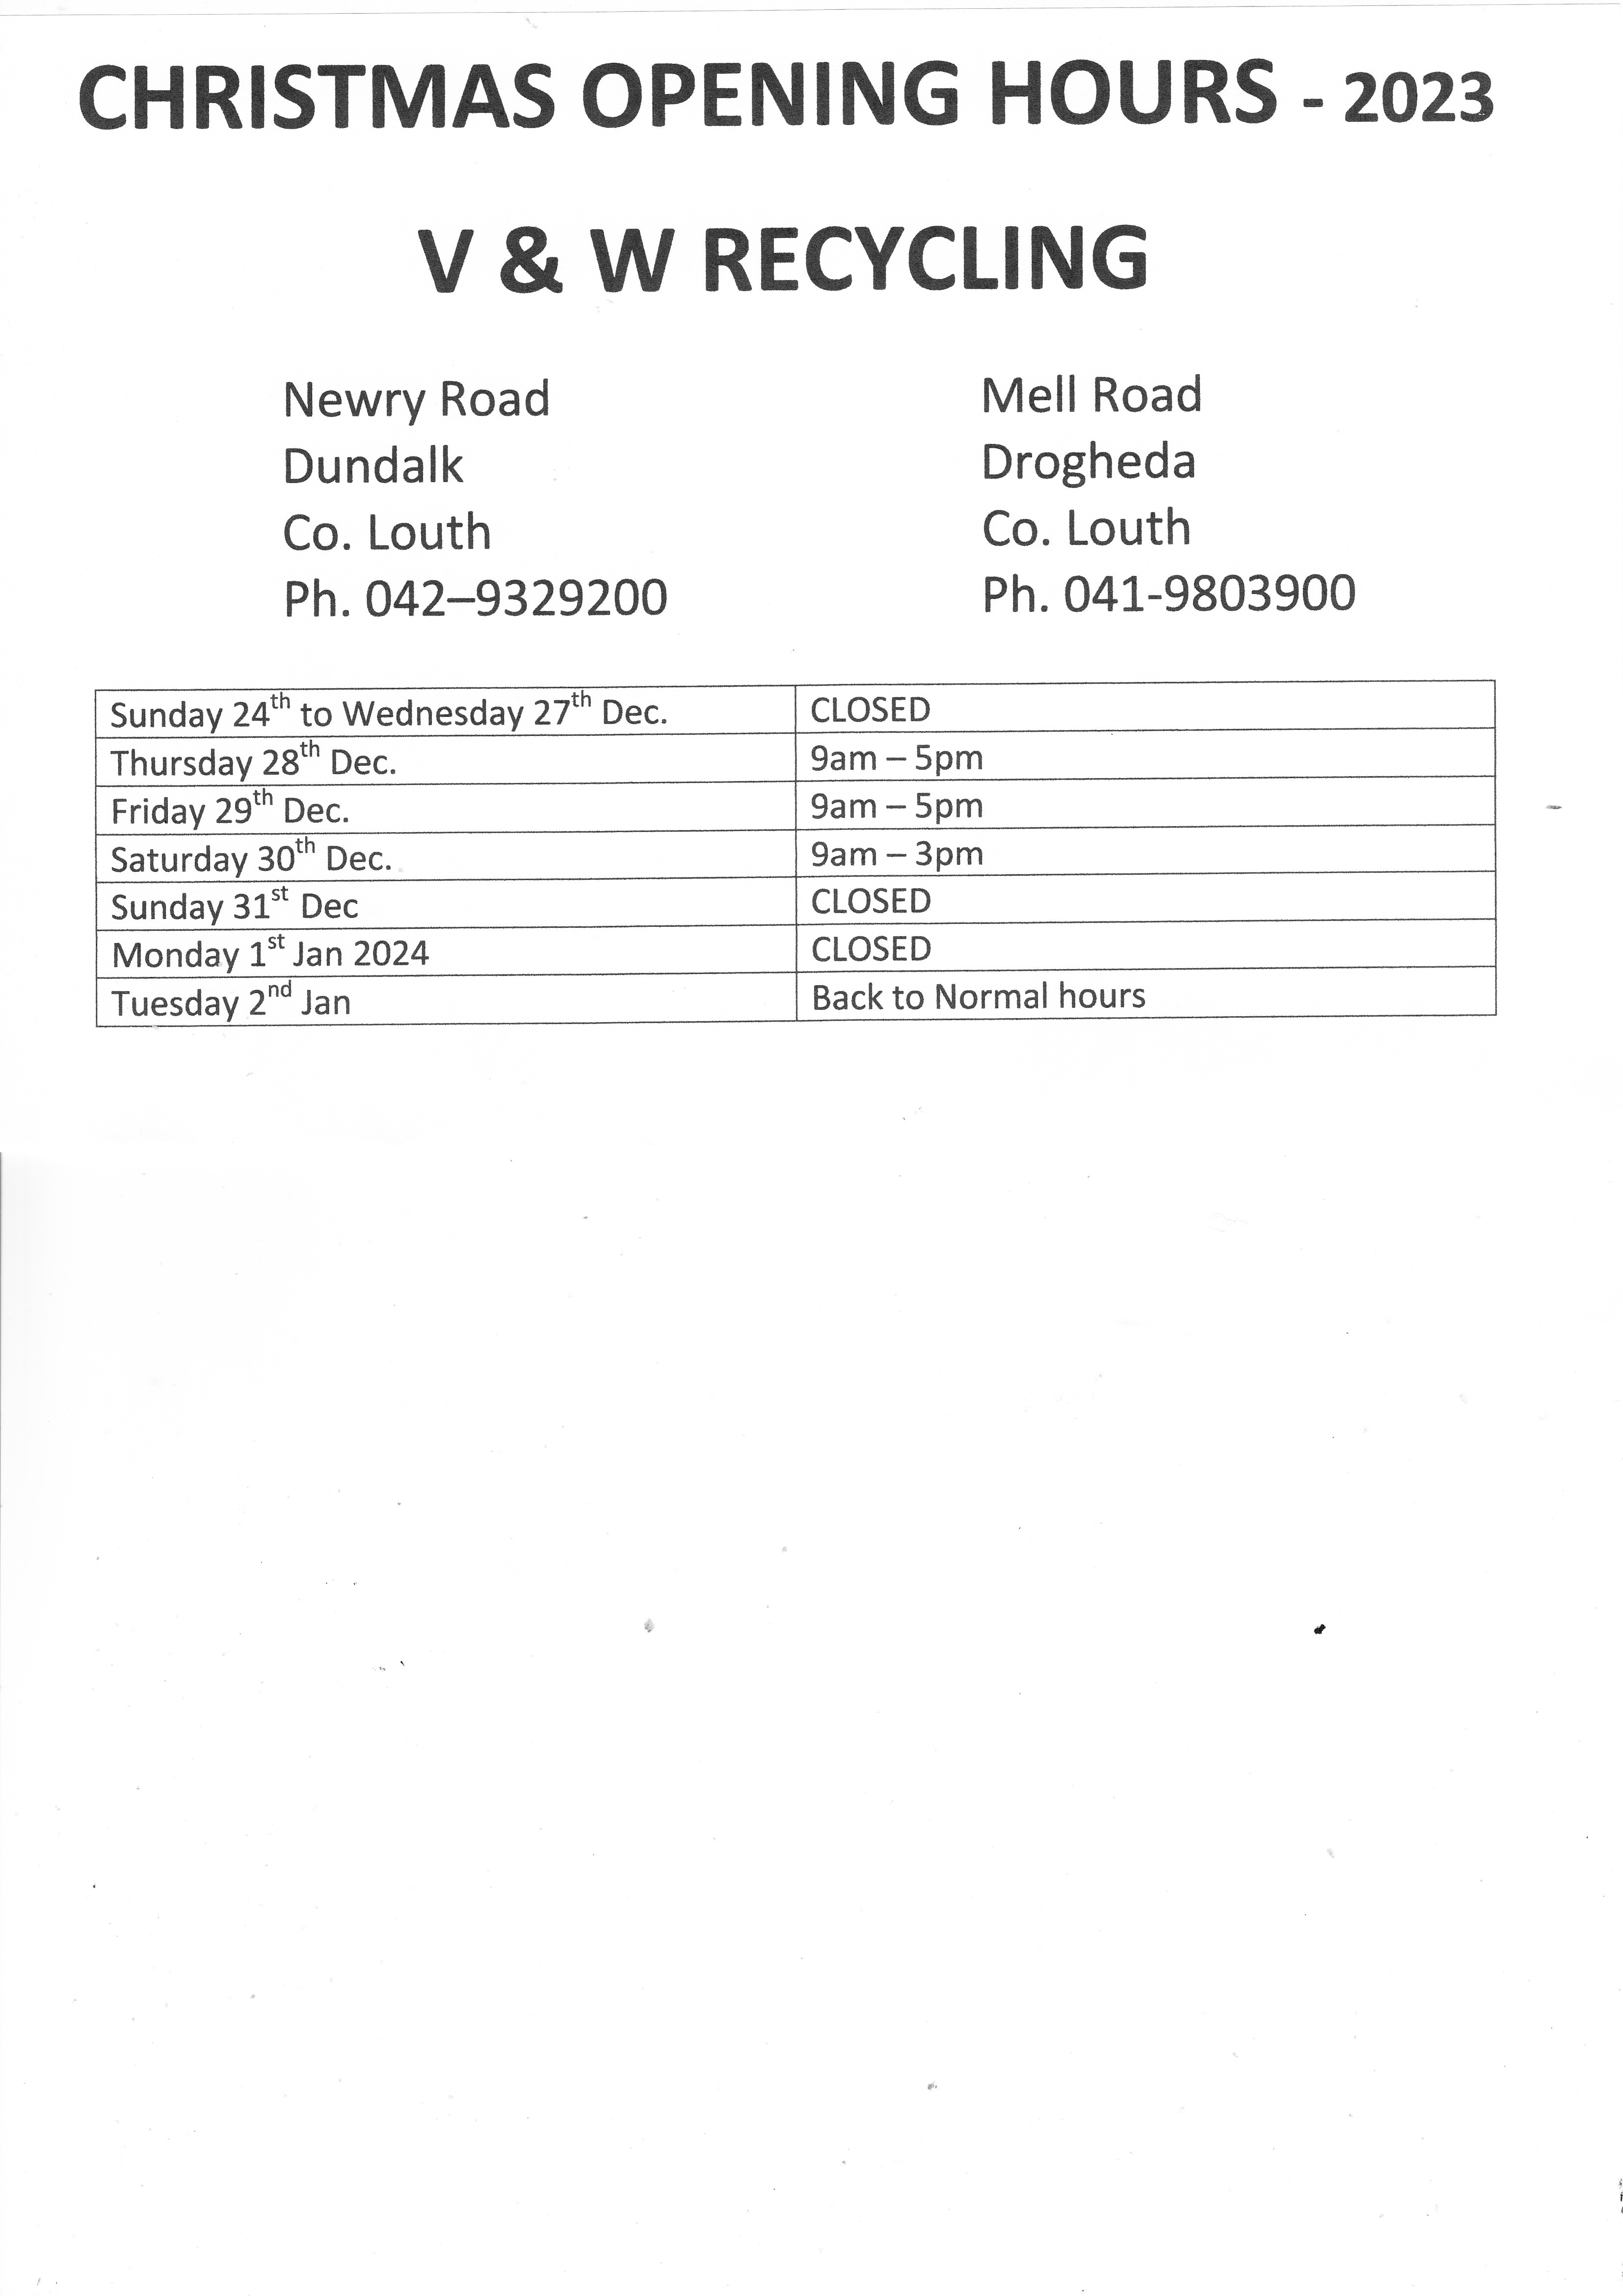 CHRISTMAS OPENING HOURS - 2023
V & W RECYCLING
Newry Road
Dundalk
Co. Louth
Ph. 042–9329200
Mell Road
Drogheda
Co. Louth
Ph. 041-9803900
Sunday 24th to Wednesday 27th Dec. CLOSED
Thursday 28th Dec. 9am – 5pm
Friday 29th Dec. 9am – 5pm
Saturday 30th Dec. 9am – 3pm
Sunday 31st Dec CLOSED
Monday 1st Jan 2024 CLOSED
Tuesday 2nd Jan Back to Normal hours